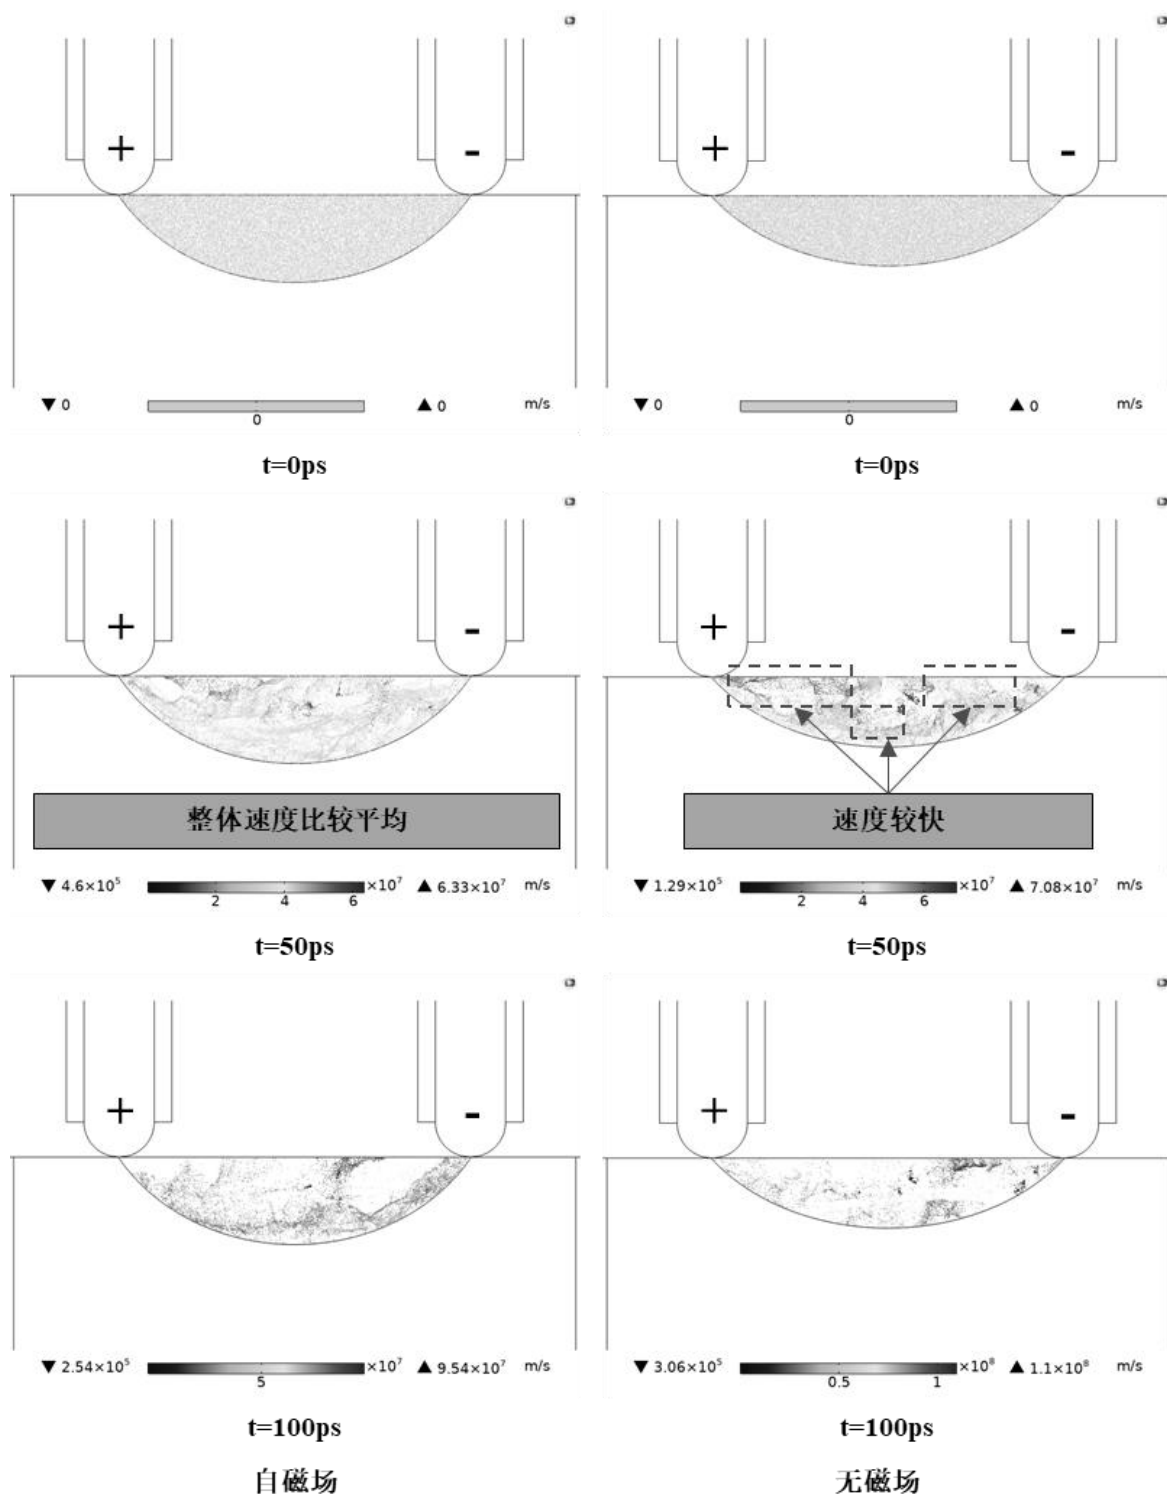 + - + -
▼ 0 0 ▲ 0 m/s ▼ 0 0 ▲ 0 m/s
t=0ps t=0ps
+ - + -
整体速度比较平均 速度较快
▼ 4.6×10⁵ 2 4 6 ×10⁷ ▲ 6.33×10⁷ m/s ▼ 1.29×10⁵ 2 4 6 ×10⁷ ▲ 7.08×10⁷ m/s
t=50ps t=50ps
+ - + -
▼ 2.54×10⁵ 5 ×10⁷ ▲ 9.54×10⁷ m/s ▼ 3.06×10⁵ 0.5 1 ×10⁸ ▲ 1.1×10⁸ m/s
t=100ps t=100ps
自磁场 无磁场